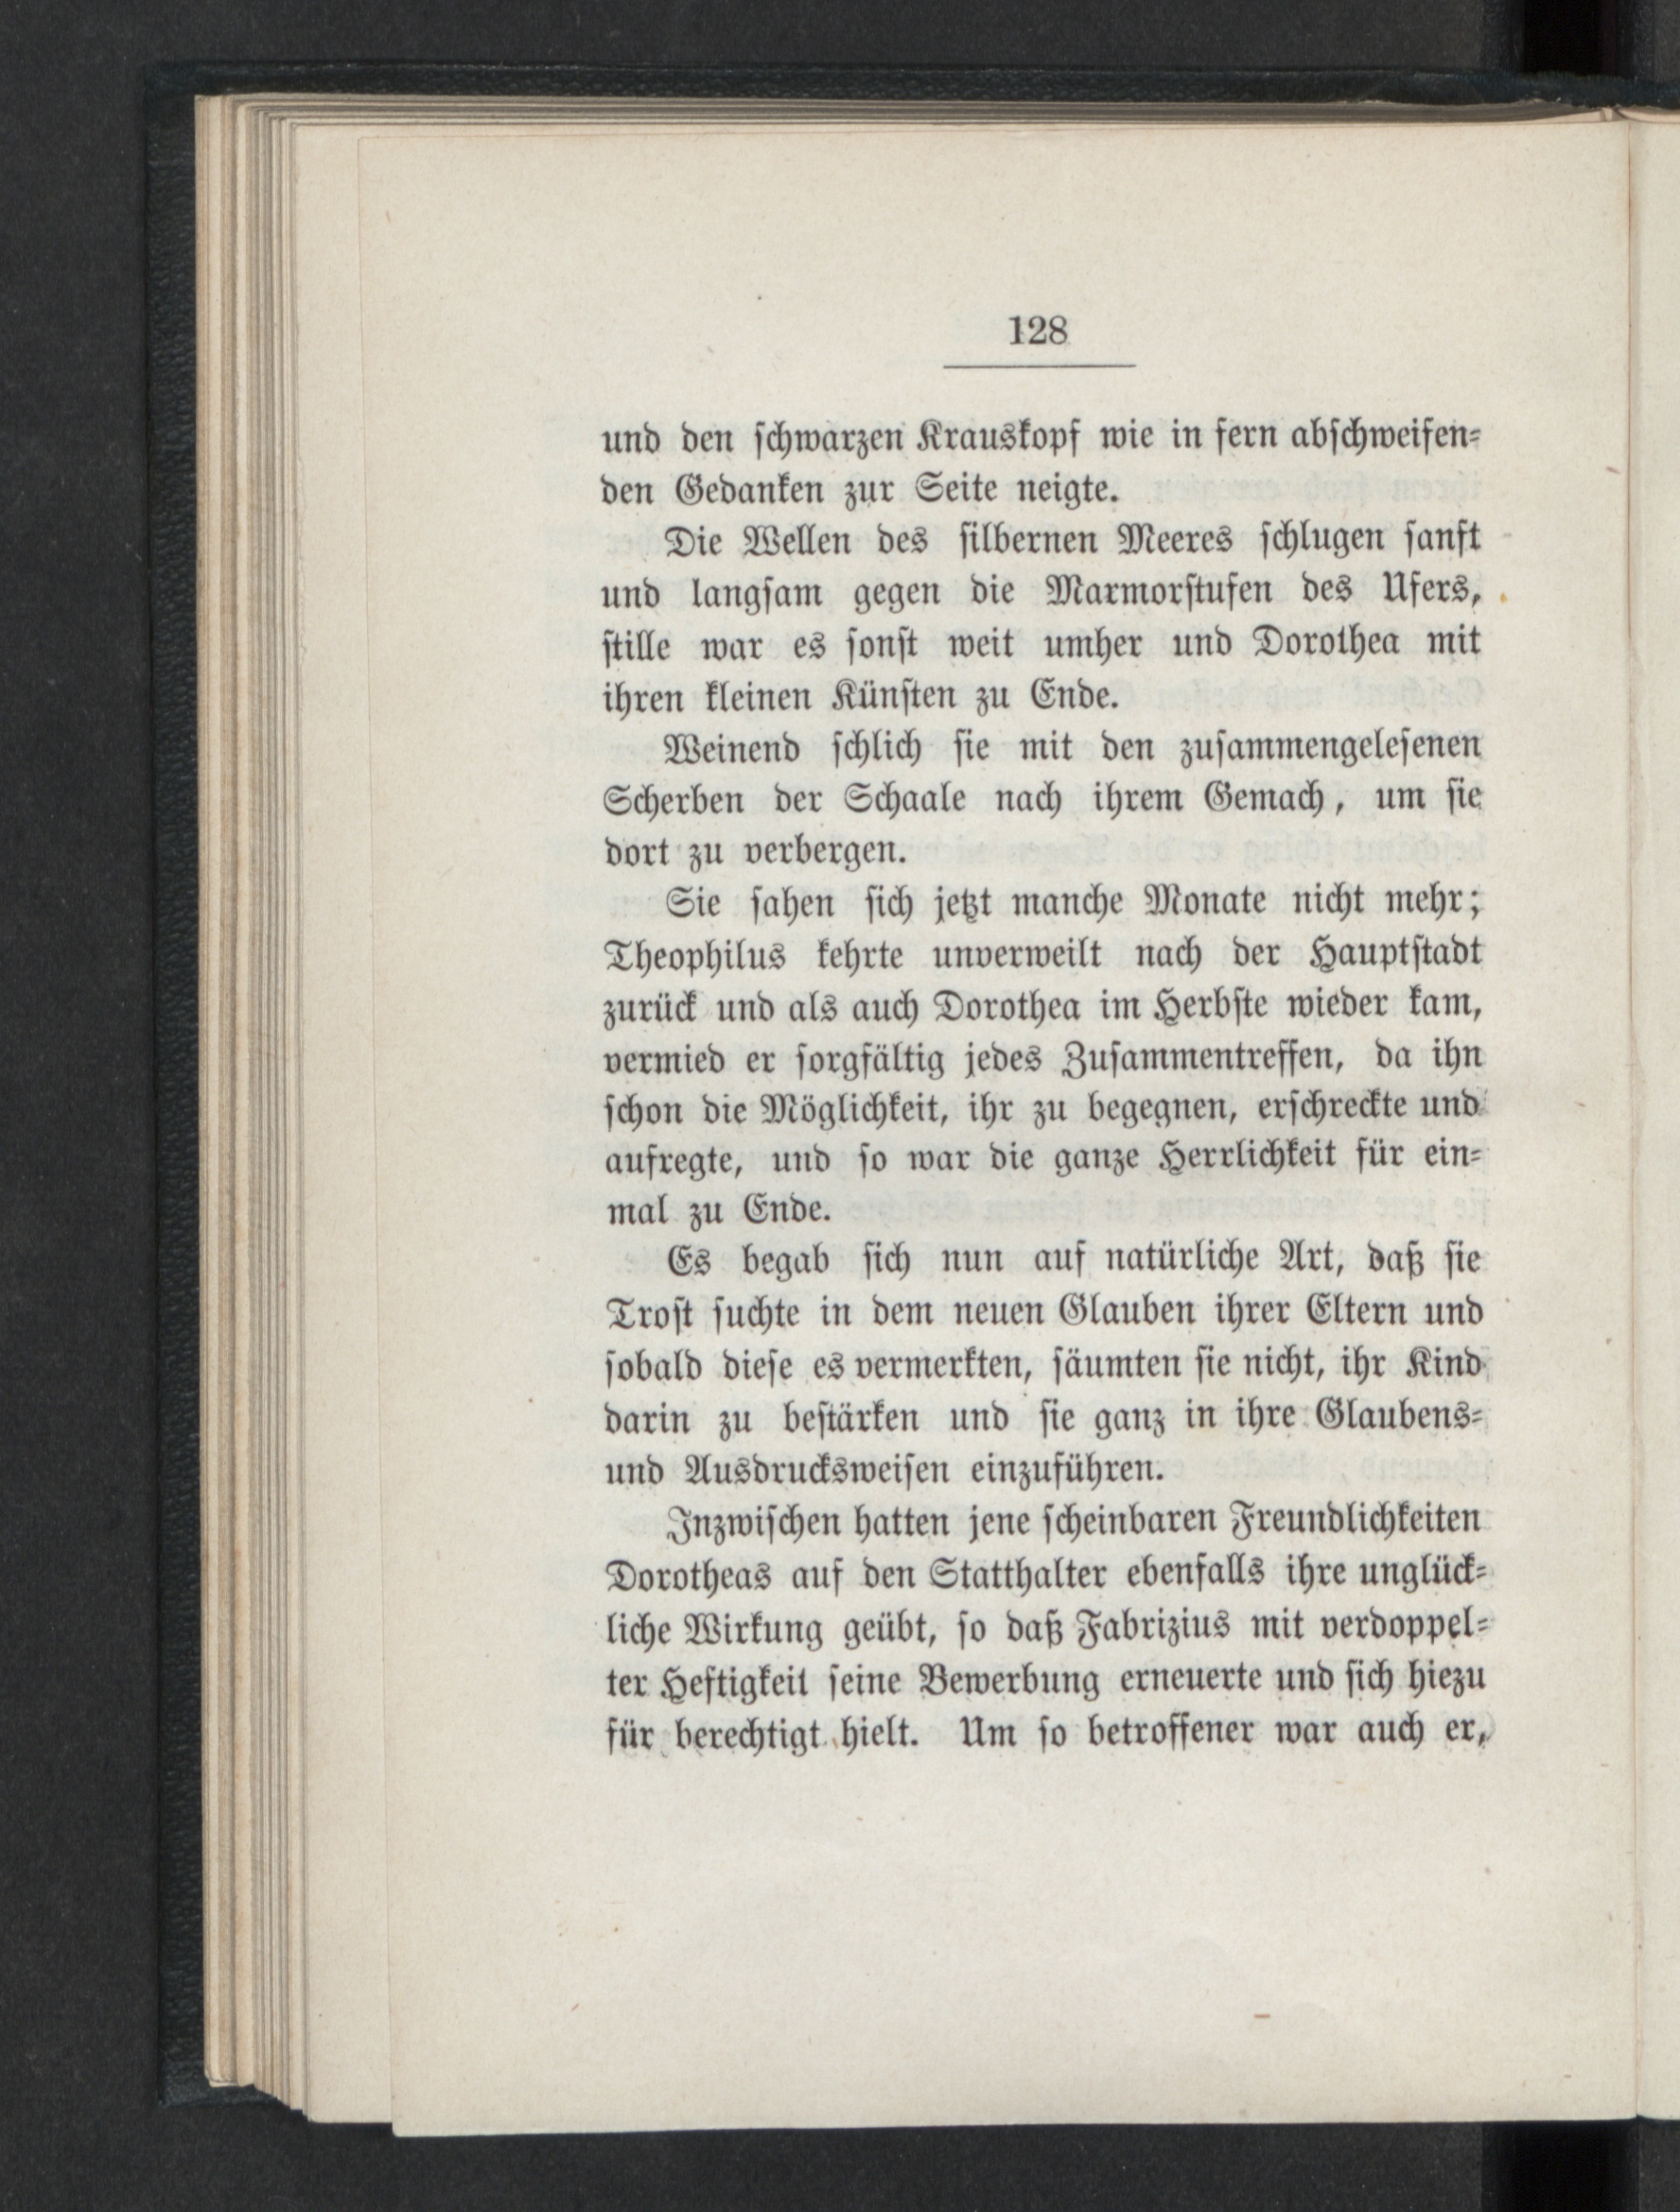 128
und den schwarzen Krauskopf wie in fern abschweifen-
den Gedanken zur Seite neigte.
Die Wellen des silbernen Meeres schlugen sanft
und langsam gegen die Marmorstufen des Ufers,
stille war es sonst weit umher und Dorothea mit
ihren kleinen Künsten zu Ende.
Weinend schlich sie mit den zusammengelesenen
Scherben der Schaale nach ihrem Gemach, um sie
dort zu verbergen.
Sie sahen sich jetzt manche Monate nicht mehr;
Theophilus kehrte unverweilt nach der Hauptstadt
zurück und als auch Dorothea im Herbste wieder kam,
vermied er sorgfältig jedes Zusammentreffen, da ihn
schon die Möglichkeit, ihr zu begegnen, erschreckte und
aufregte, und so war die ganze Herrlichkeit für ein-
mal zu Ende.
Es begab sich nun auf natürliche Art, daß sie
Trost suchte in dem neuen Glauben ihrer Eltern und
sobald diese es vermerkten, säumten sie nicht, ihr Kind
darin zu bestärken und sie ganz in ihre Glaubens-
und Ausdrucksweisen einzuführen.
Inzwischen hatten jene scheinbaren Freundlichkeiten
Dorotheas auf den Statthalter ebenfalls ihre unglück-
liche Wirkung geübt, so daß Fabrizius mit verdoppel-
ter Heftigkeit seine Bewerbung erneuerte und sich hiezu
für berechtigt hielt. Um so betroffener war auch er,